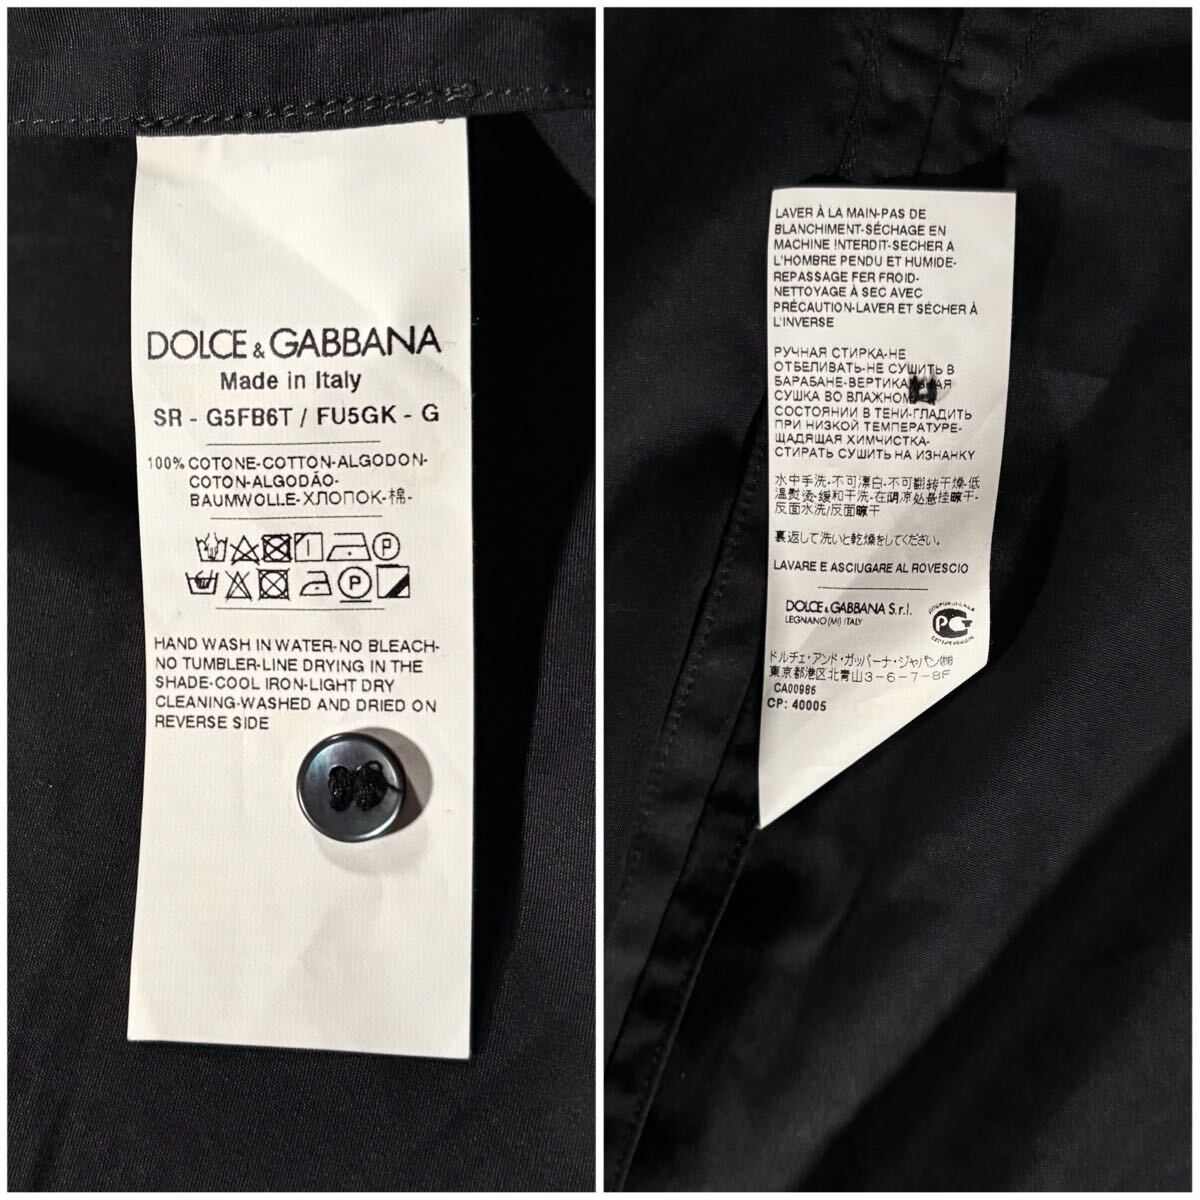 DOLCE & GABBANA
Made in Italy
SR - G5FB6T / FU5GK - G
100% COTONE-COTTON-ALGODON-
COTON-ALGODÃO-
BAUMWOLLE-ХЛОПОК-棉-
P
P
HAND WASH IN WATER-NO BLEACH-
NO TUMBLER-LINE DRYING IN THE
SHADE-COOL IRON-LIGHT DRY
CLEANING-WASHED AND DRIED ON
REVERSE SIDE
LAVER À LA MAIN-PAS DE
BLANCHIMENT-SÉCHAGE EN
MACHINE INTERDIT-SECHER A
L'HOMBRE PENDU ET HUMIDE-
REPASSAGE FER FROID-
NETTOYAGE À SEC AVEC
PRÉCAUTION-LAVER ET SÉCHER À
L'INVERSE
РУЧНАЯ СТИРКА-НЕ
ОТБЕЛИВАТЬ-НЕ СУШИТЬ В
БАРАБАНЕ-ВЕРТИКАЛЬНАЯ
СУШКА ВО ВЛАЖНОМ
СОСТОЯНИИ В ТЕНИ-ГЛАДИТЬ
ПРИ НИЗКОЙ ТЕМПЕРАТУРЕ-
ЩАДЯЩАЯ ХИМЧИСТКА-
СТИРАТЬ СУШИТЬ НА ИЗНАНКУ
水中手洗-不可漂白-不可翻转干燥-低
温熨烫-缓和干洗-在阴凉处悬挂晾干-
反面水洗/反面晾干
裏返して洗いと乾燥をしてください。
LAVARE E ASCIUGARE AL ROVESCIO
DOLCE & GABBANA S.r.l.
LEGNANO (MI) ITALY
ドルチェ・アンド・ガッバーナ・ジャパン㈱
東京都港区北青山3-6-7-8F
CA00985
CP: 40005